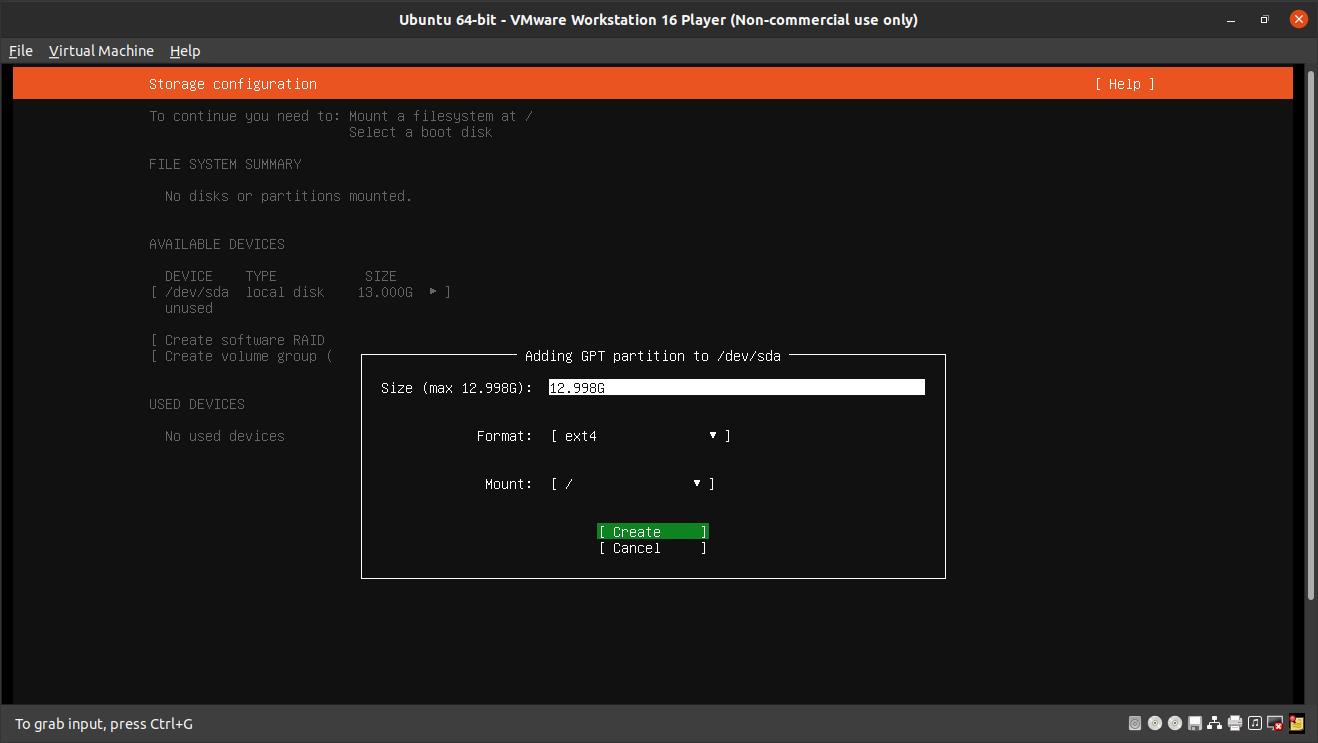 Ubuntu 64-bit - VMware Workstation 16 Player (Non-commercial use only)
File Virtual Machine Help
Storage configuration [ Help ]
To continue you need to: Mount a filesystem at /
Select a boot disk
FILE SYSTEM SUMMARY
No disks or partitions mounted.
AVAILABLE DEVICES
DEVICE TYPE SIZE
[ /dev/sda local disk 13.000G ▸ ]
unused
[ Create software RAID
[ Create volume group (
USED DEVICES
No used devices
Adding GPT partition to /dev/sda
Size (max 12.998G): 12.998G
Format: [ ext4 ▾ ]
Mount: [ / ▾ ]
[ Create ]
[ Cancel ]
To grab input, press Ctrl+G